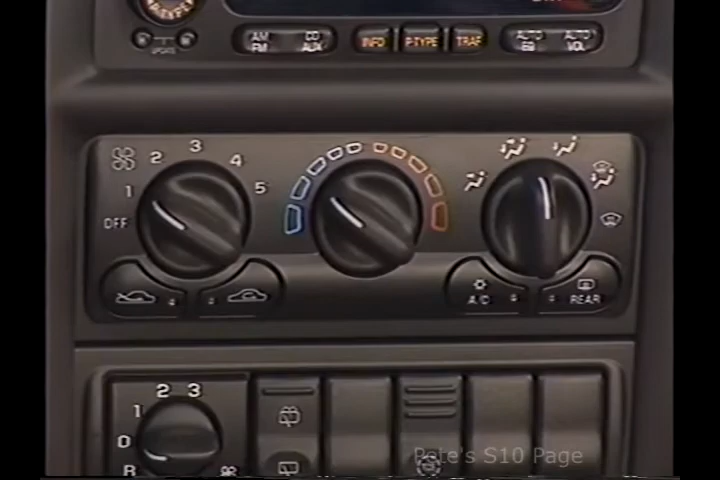 AM FM
CD AUX
INFO P.TYPE TRAF
AUTO EQ
AUTO VOL
UPDATE
OFF 1 2 3 4 5
A/C
REAR
2 3
1
0
R
Pete's S10 Page